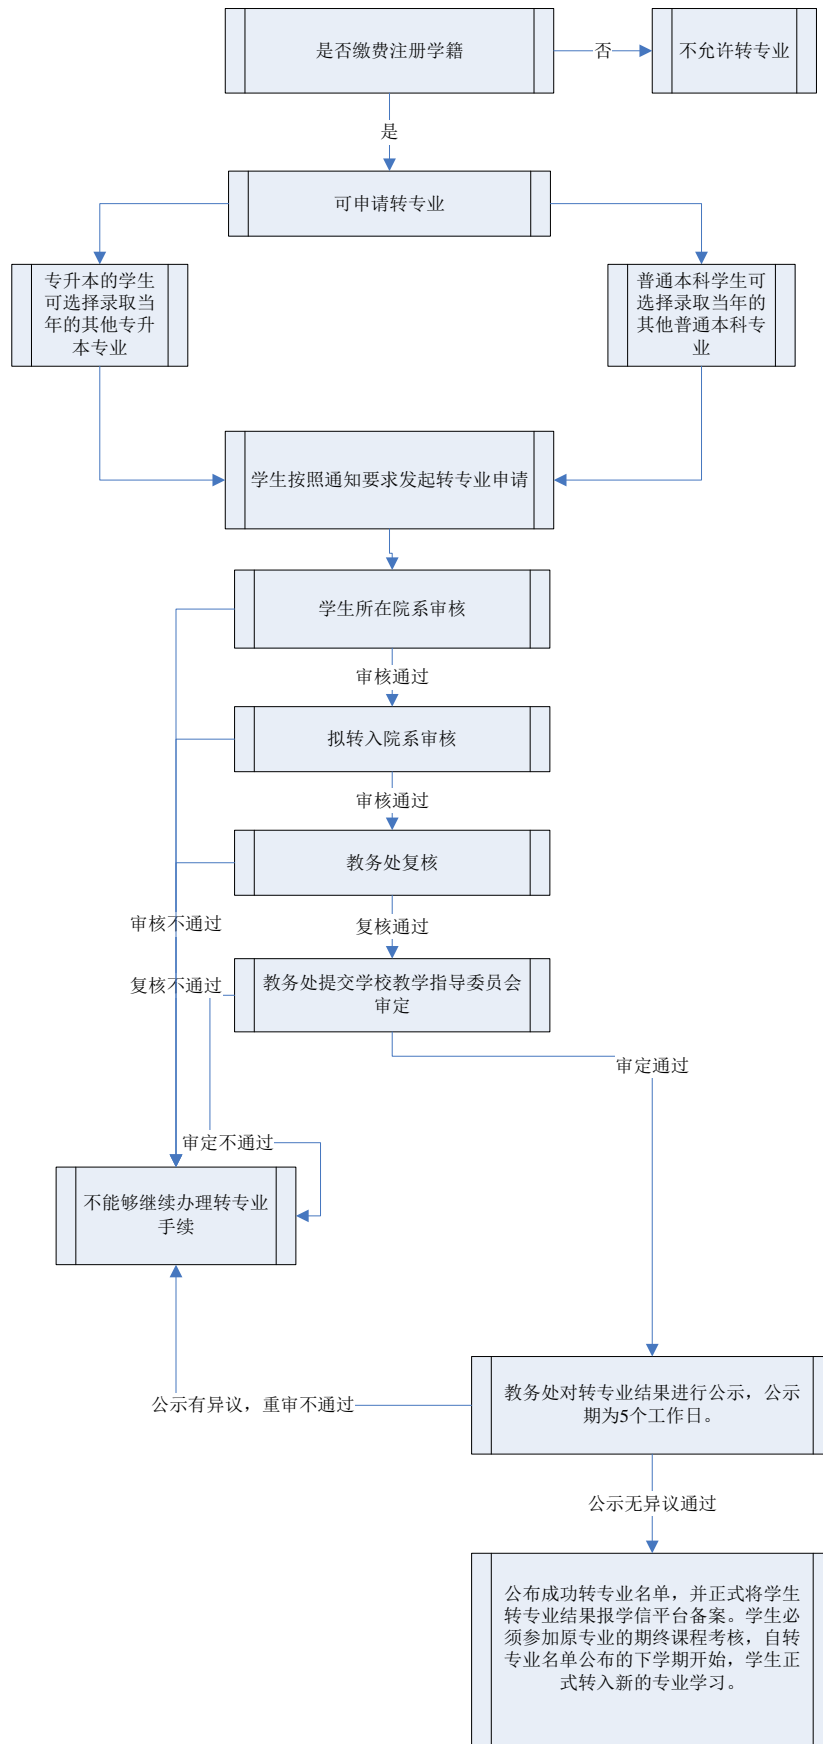 是否缴费注册学籍
否
不允许转专业
是
可申请转专业
专升本的学生
可选择录取当
年的其他专升
本专业
普通本科学生可
选择录取当年的
其他普通本科专
业
学生按照通知要求发起转专业申请
学生所在院系审核
审核通过
拟转入院系审核
审核通过
教务处复核
审核不通过
复核通过
复核不通过
教务处提交学校教学指导委员会
审定
审定通过
审定不通过
不能够继续办理转专业
手续
教务处对转专业结果进行公示，公示
期为5个工作日。
公示有异议，重审不通过
公示无异议通过
公布成功转专业名单，并正式将学生
转专业结果报学信平台备案。学生必
须参加原专业的期终课程考核，自转
专业名单公布的下学期开始，学生正
式转入新的专业学习。